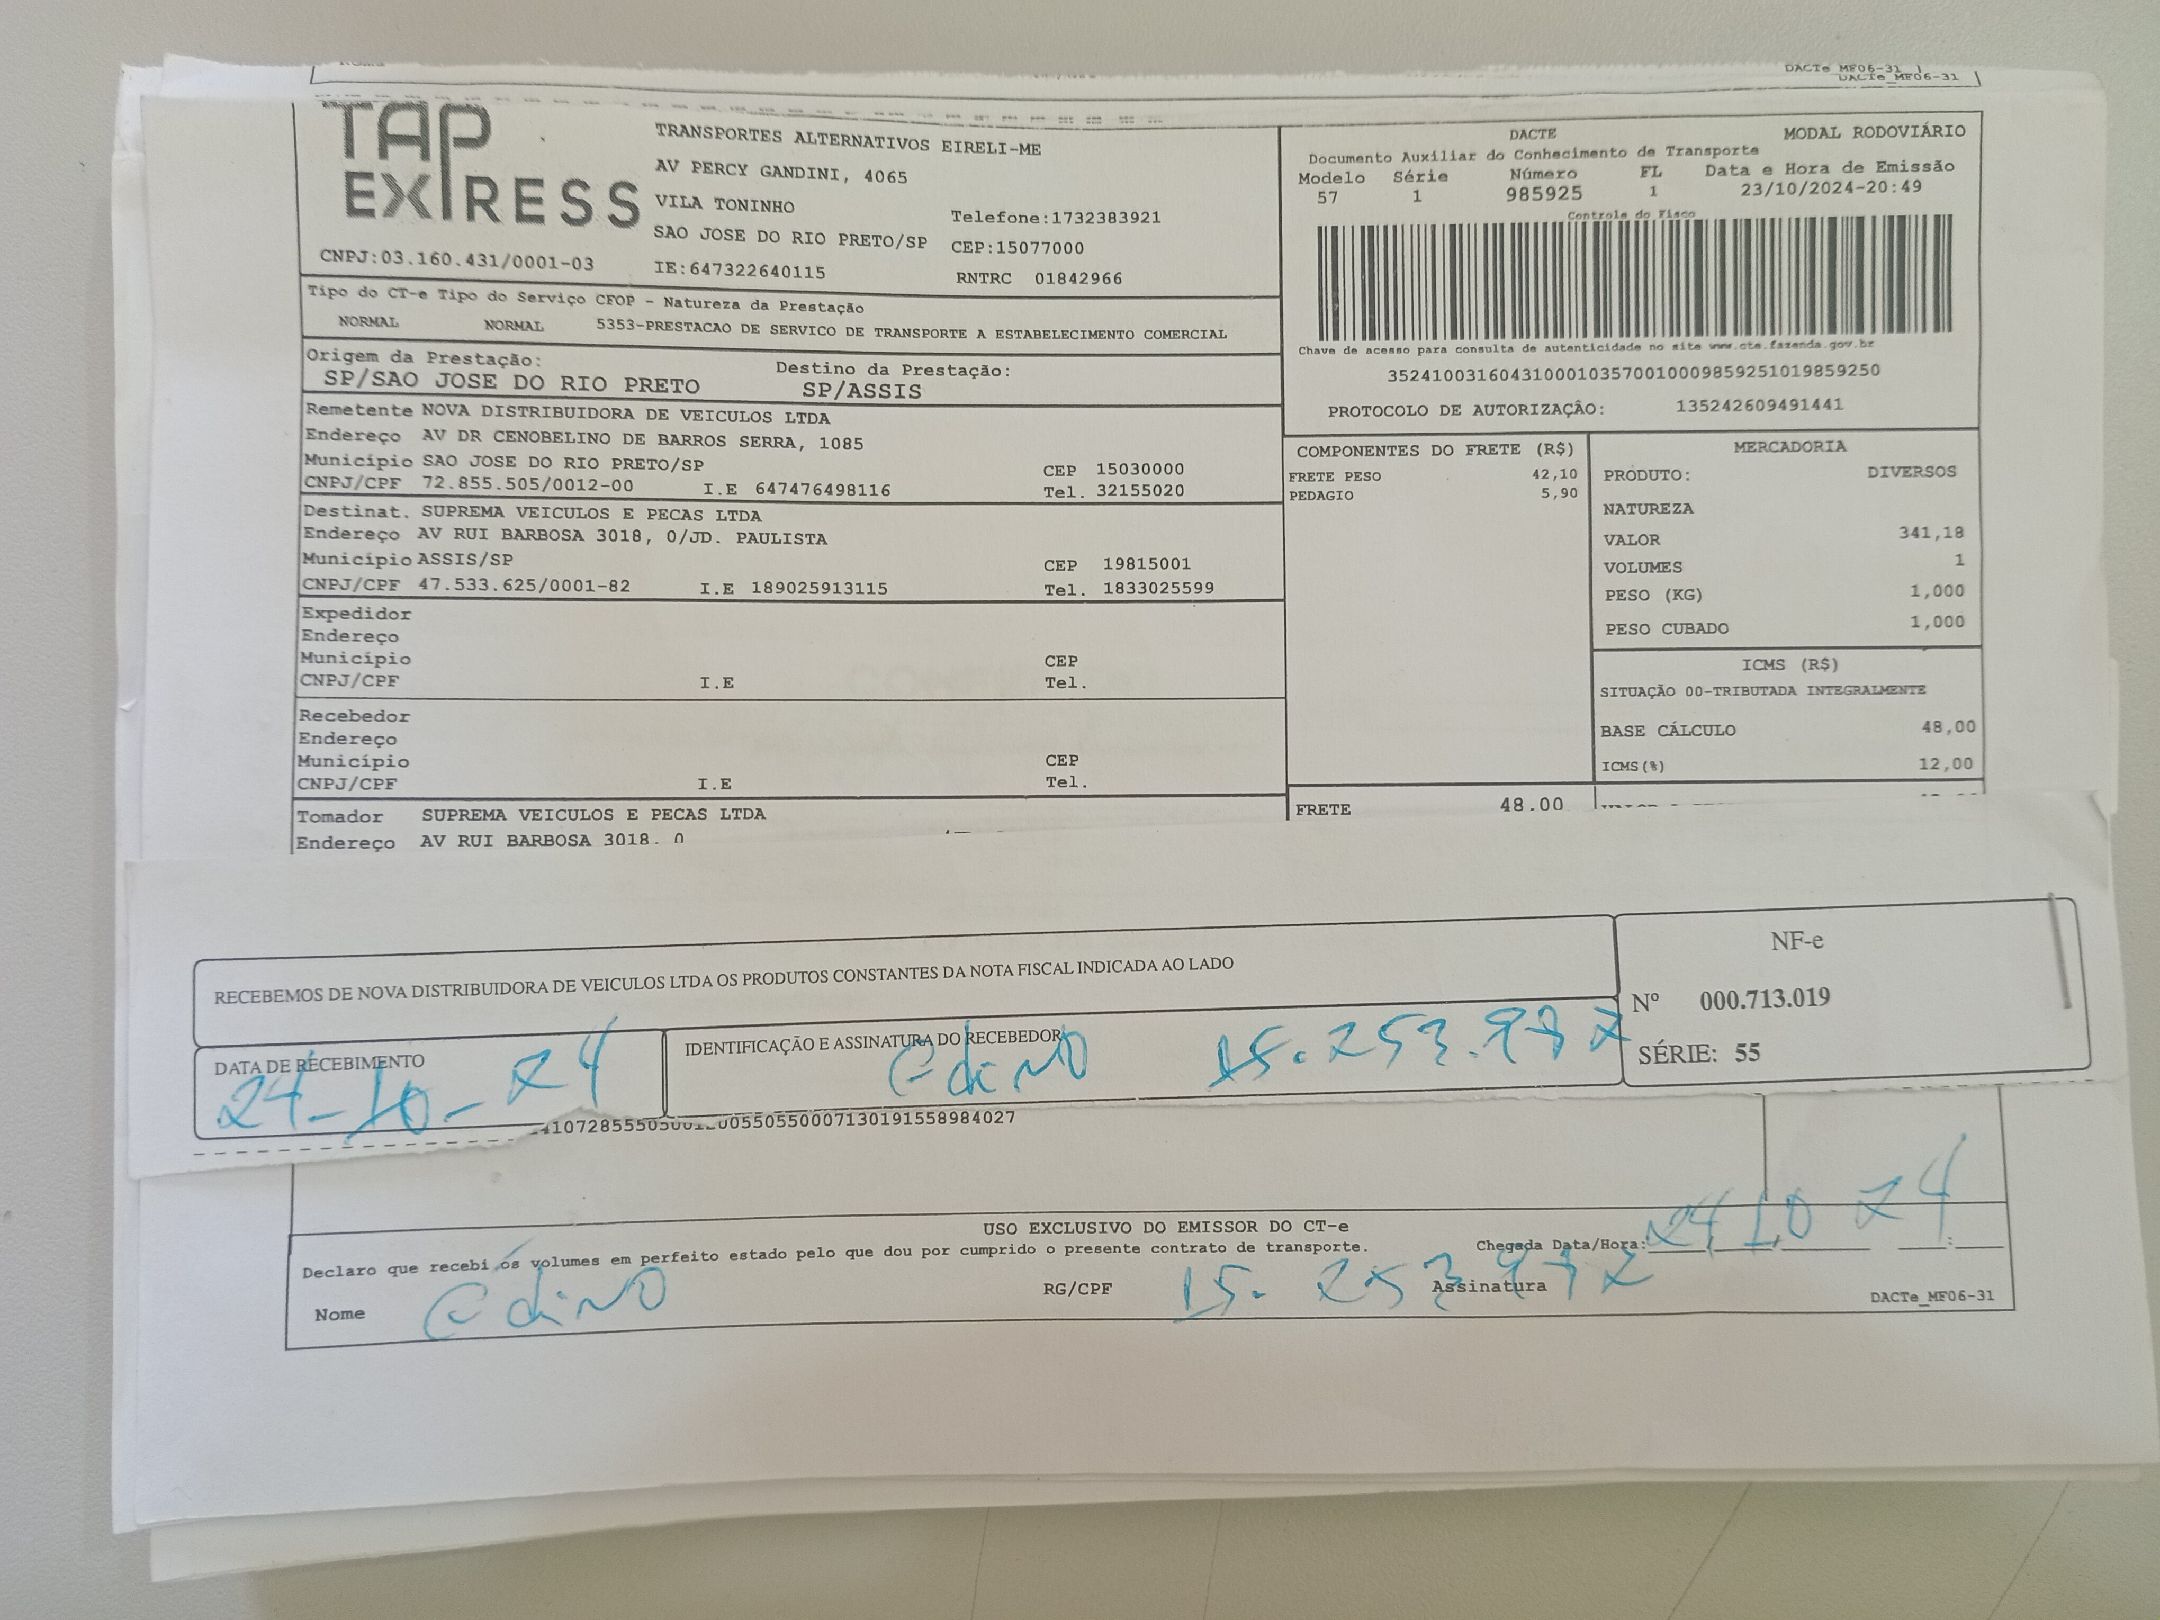 DACTe_MF06-31
DACTe_MF06-31
TAP
EXPRESS
TRANSPORTES ALTERNATIVOS EIRELI-ME
AV PERCY GANDINI, 4065
VILA TONINHO
Telefone:1732383921
SAO JOSE DO RIO PRETO/SP CEP:15077000
CNPJ:03.160.431/0001-03 IE:647322640115 RNTRC 01842966
DACTE MODAL RODOVIÁRIO
Documento Auxiliar do Conhecimento de Transporte
Modelo Série Número FL Data e Hora de Emissão
57 1 985925 1 23/10/2024-20:49
Controle do Fisco
Chave de acesso para consulta de autenticidade no site www.cte.fazenda.gov.br
35241003160431000103570010009859251019859250
PROTOCOLO DE AUTORIZAÇÂO: 135242609491441
Tipo do CT-e Tipo do Serviço CFOP - Natureza da Prestação
NORMAL NORMAL 5353-PRESTACAO DE SERVICO DE TRANSPORTE A ESTABELECIMENTO COMERCIAL
Origem da Prestação: Destino da Prestação:
SP/SAO JOSE DO RIO PRETO SP/ASSIS
Remetente NOVA DISTRIBUIDORA DE VEICULOS LTDA
Endereço AV DR CENOBELINO DE BARROS SERRA, 1085
Município SAO JOSE DO RIO PRETO/SP CEP 15030000
CNPJ/CPF 72.855.505/0012-00 I.E 647476498116 Tel. 32155020
Destinat. SUPREMA VEICULOS E PECAS LTDA
Endereço AV RUI BARBOSA 3018, 0/JD. PAULISTA
Município ASSIS/SP CEP 19815001
CNPJ/CPF 47.533.625/0001-82 I.E 189025913115 Tel. 1833025599
Expedidor
Endereço
Município CEP
CNPJ/CPF I.E Tel.
Recebedor
Endereço
Município CEP
CNPJ/CPF I.E Tel.
Tomador SUPREMA VEICULOS E PECAS LTDA
Endereço AV RUI BARBOSA 3018, 0
COMPONENTES DO FRETE (R$)
FRETE PESO 42,10
PEDAGIO 5,90
FRETE 48.00
MERCADORIA
PRODUTO: DIVERSOS
NATUREZA
VALOR 341,18
VOLUMES 1
PESO (KG) 1,000
PESO CUBADO 1,000
ICMS (R$)
SITUAÇÃO 00-TRIBUTADA INTEGRALMENTE
BASE CÁLCULO 48,00
ICMS(%) 12,00
RECEBEMOS DE NOVA DISTRIBUIDORA DE VEICULOS LTDA OS PRODUTOS CONSTANTES DA NOTA FISCAL INDICADA AO LADO
NF-e
Nº 000.713.019
SÉRIE: 55
DATA DE RECEBIMENTO
24-10-24
IDENTIFICAÇÃO E ASSINATURA DO RECEBEDOR
Edino 15.253.972
USO EXCLUSIVO DO EMISSOR DO CT-e
Declaro que recebi os volumes em perfeito estado pelo que dou por cumprido o presente contrato de transporte.
Chegada Data/Hora: 24 10 24
Nome Edino RG/CPF 15.253.972 Assinatura
DACTe_MF06-31